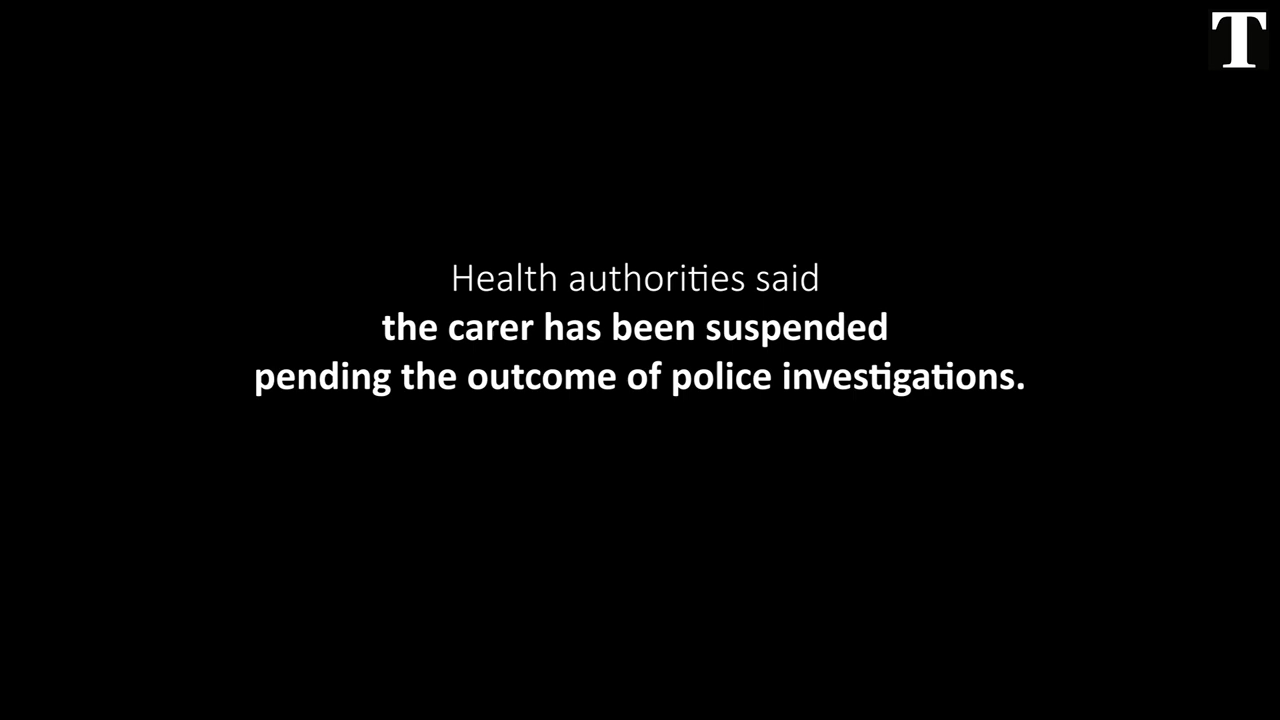 T
Health authorities said
the carer has been suspended
pending the outcome of police investigations.